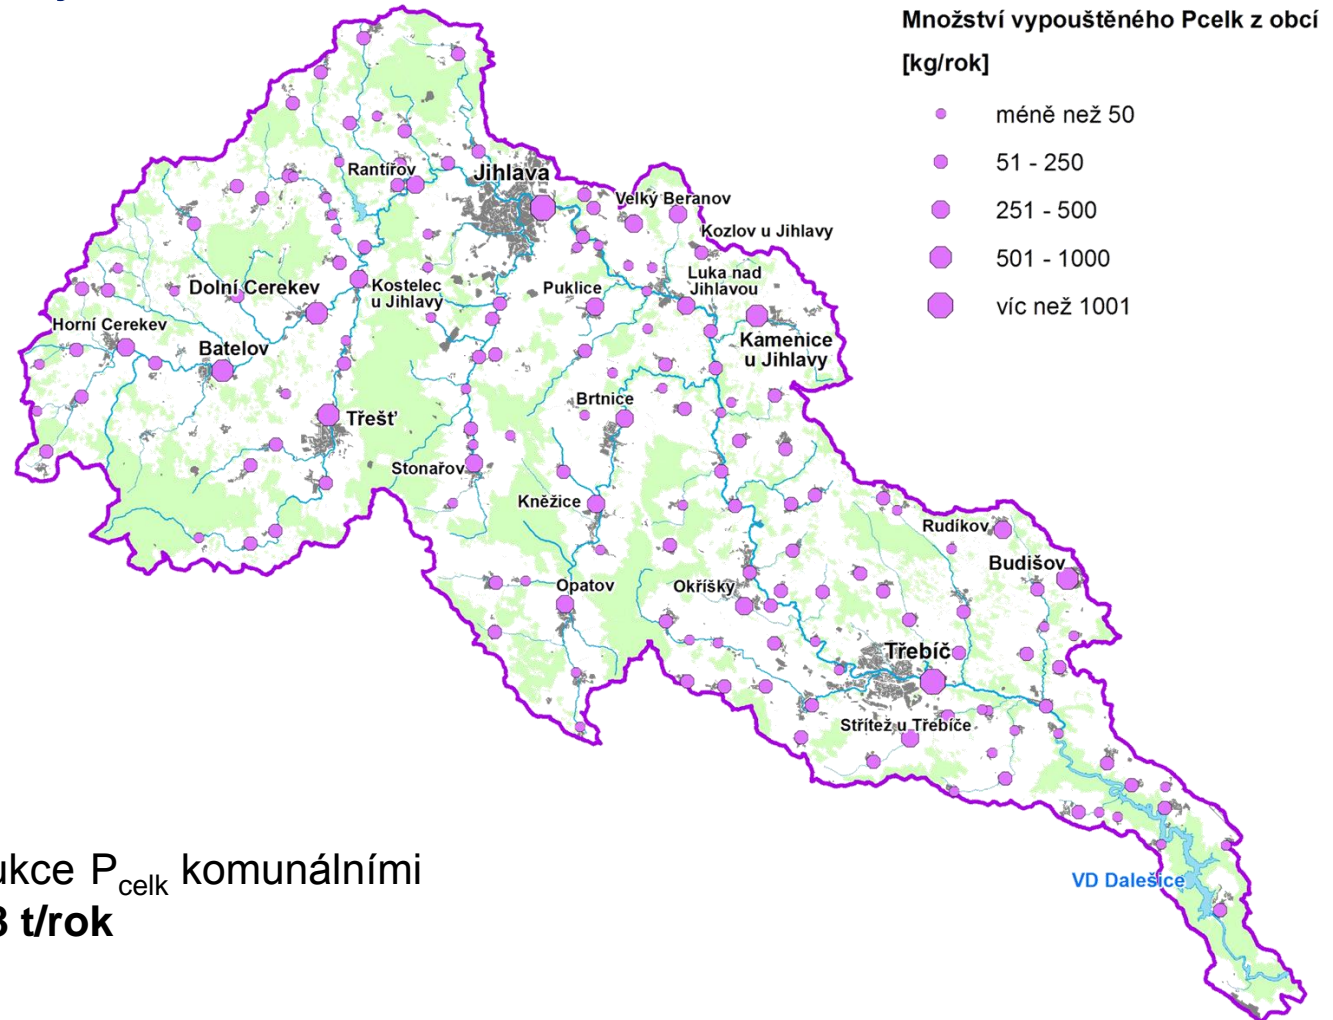 Množství vypouštěného Pcelk z obcí
[kg/rok]
méně než 50
51 - 250
251 - 500
501 - 1000
víc než 1001
Rantířov
Jihlava
Velký Beranov
Kozlov u Jihlavy
Dolní Cerekev
Kostelec
u Jihlavy
Puklice
Luka nad
Jihlavou
Horní Cerekev
Batelov
Kamenice
u Jihlavy
Třešť
Brtnice
Stonařov
Kněžice
Rudíkov
Budišov
Opatov
Okříšky
Třebíč
Střítež u Třebíče
VD Dalešice
ukce Pcelk komunálními
t/rok